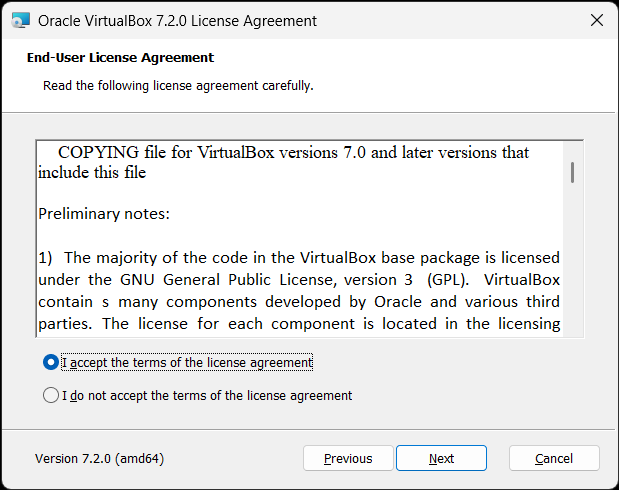 Oracle VirtualBox 7.2.0 License Agreement
End-User License Agreement
Read the following license agreement carefully.
COPYING file for VirtualBox versions 7.0 and later versions that
include this file
Preliminary notes:
1) The majority of the code in the VirtualBox base package is licensed
under the GNU General Public License, version 3 (GPL). VirtualBox
contain s many components developed by Oracle and various third
parties. The license for each component is located in the licensing
I accept the terms of the license agreement
I do not accept the terms of the license agreement
Version 7.2.0 (amd64)
Previous
Next
Cancel